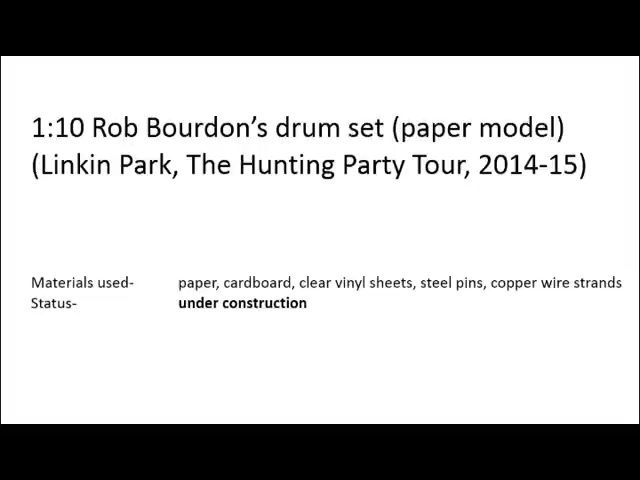 1:10 Rob Bourdon’s drum set (paper model)
(Linkin Park, The Hunting Party Tour, 2014-15)
Materials used- paper, cardboard, clear vinyl sheets, steel pins, copper wire strands
Status- under construction